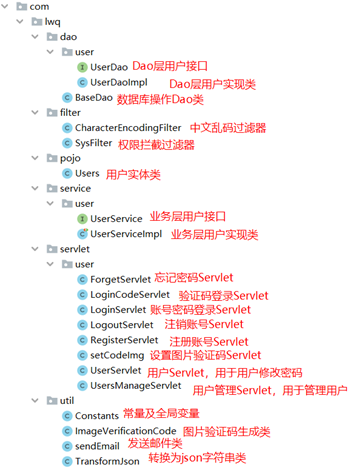 com
lwq
dao
user
UserDao Dao层用户接口
UserDaoImpl Dao层用户实现类
BaseDao 数据库操作Dao类
filter
CharacterEncodingFilter 中文乱码过滤器
SysFilter 权限拦截过滤器
pojo
Users 用户实体类
service
user
UserService 业务层用户接口
UserServiceImpl 业务层用户实现类
servlet
user
ForgetServlet 忘记密码Servlet
LoginCodeServlet 验证码登录Servlet
LoginServlet 账号密码登录Servlet
LogoutServlet 注销账号Servlet
RegisterServlet 注册账号Servlet
setCodeImg 设置图片验证码Servlet
UserServlet 用户Servlet，用于用户修改密码
UsersManageServlet 用户管理Servlet，用于管理用户
util
Constants 常量及全局变量
ImageVerificationCode 图片验证码生成类
sendEmail 发送邮件类
TransformJson 转换为json字符串类